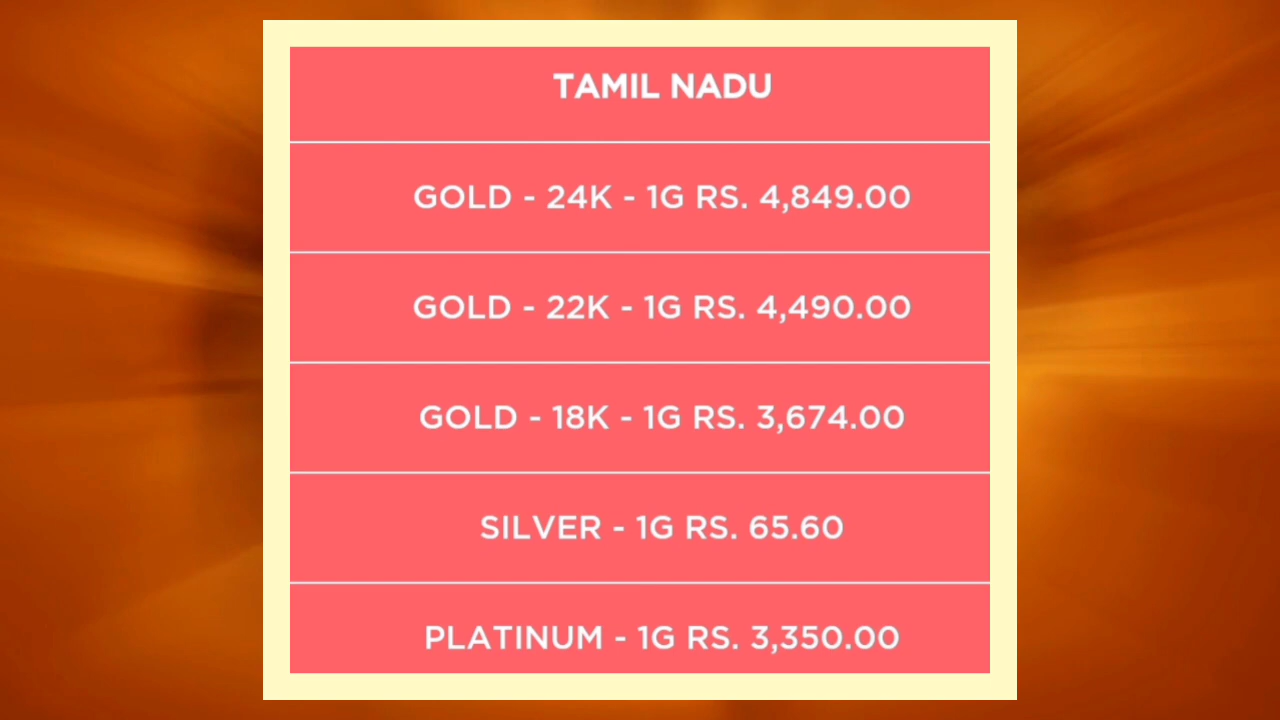 TAMIL NADU
GOLD - 24K - 1G RS. 4,849.00
GOLD - 22K - 1G RS. 4,490.00
GOLD - 18K - 1G RS. 3,674.00
SILVER - 1G RS. 65.60
PLATINUM - 1G RS. 3,350.00